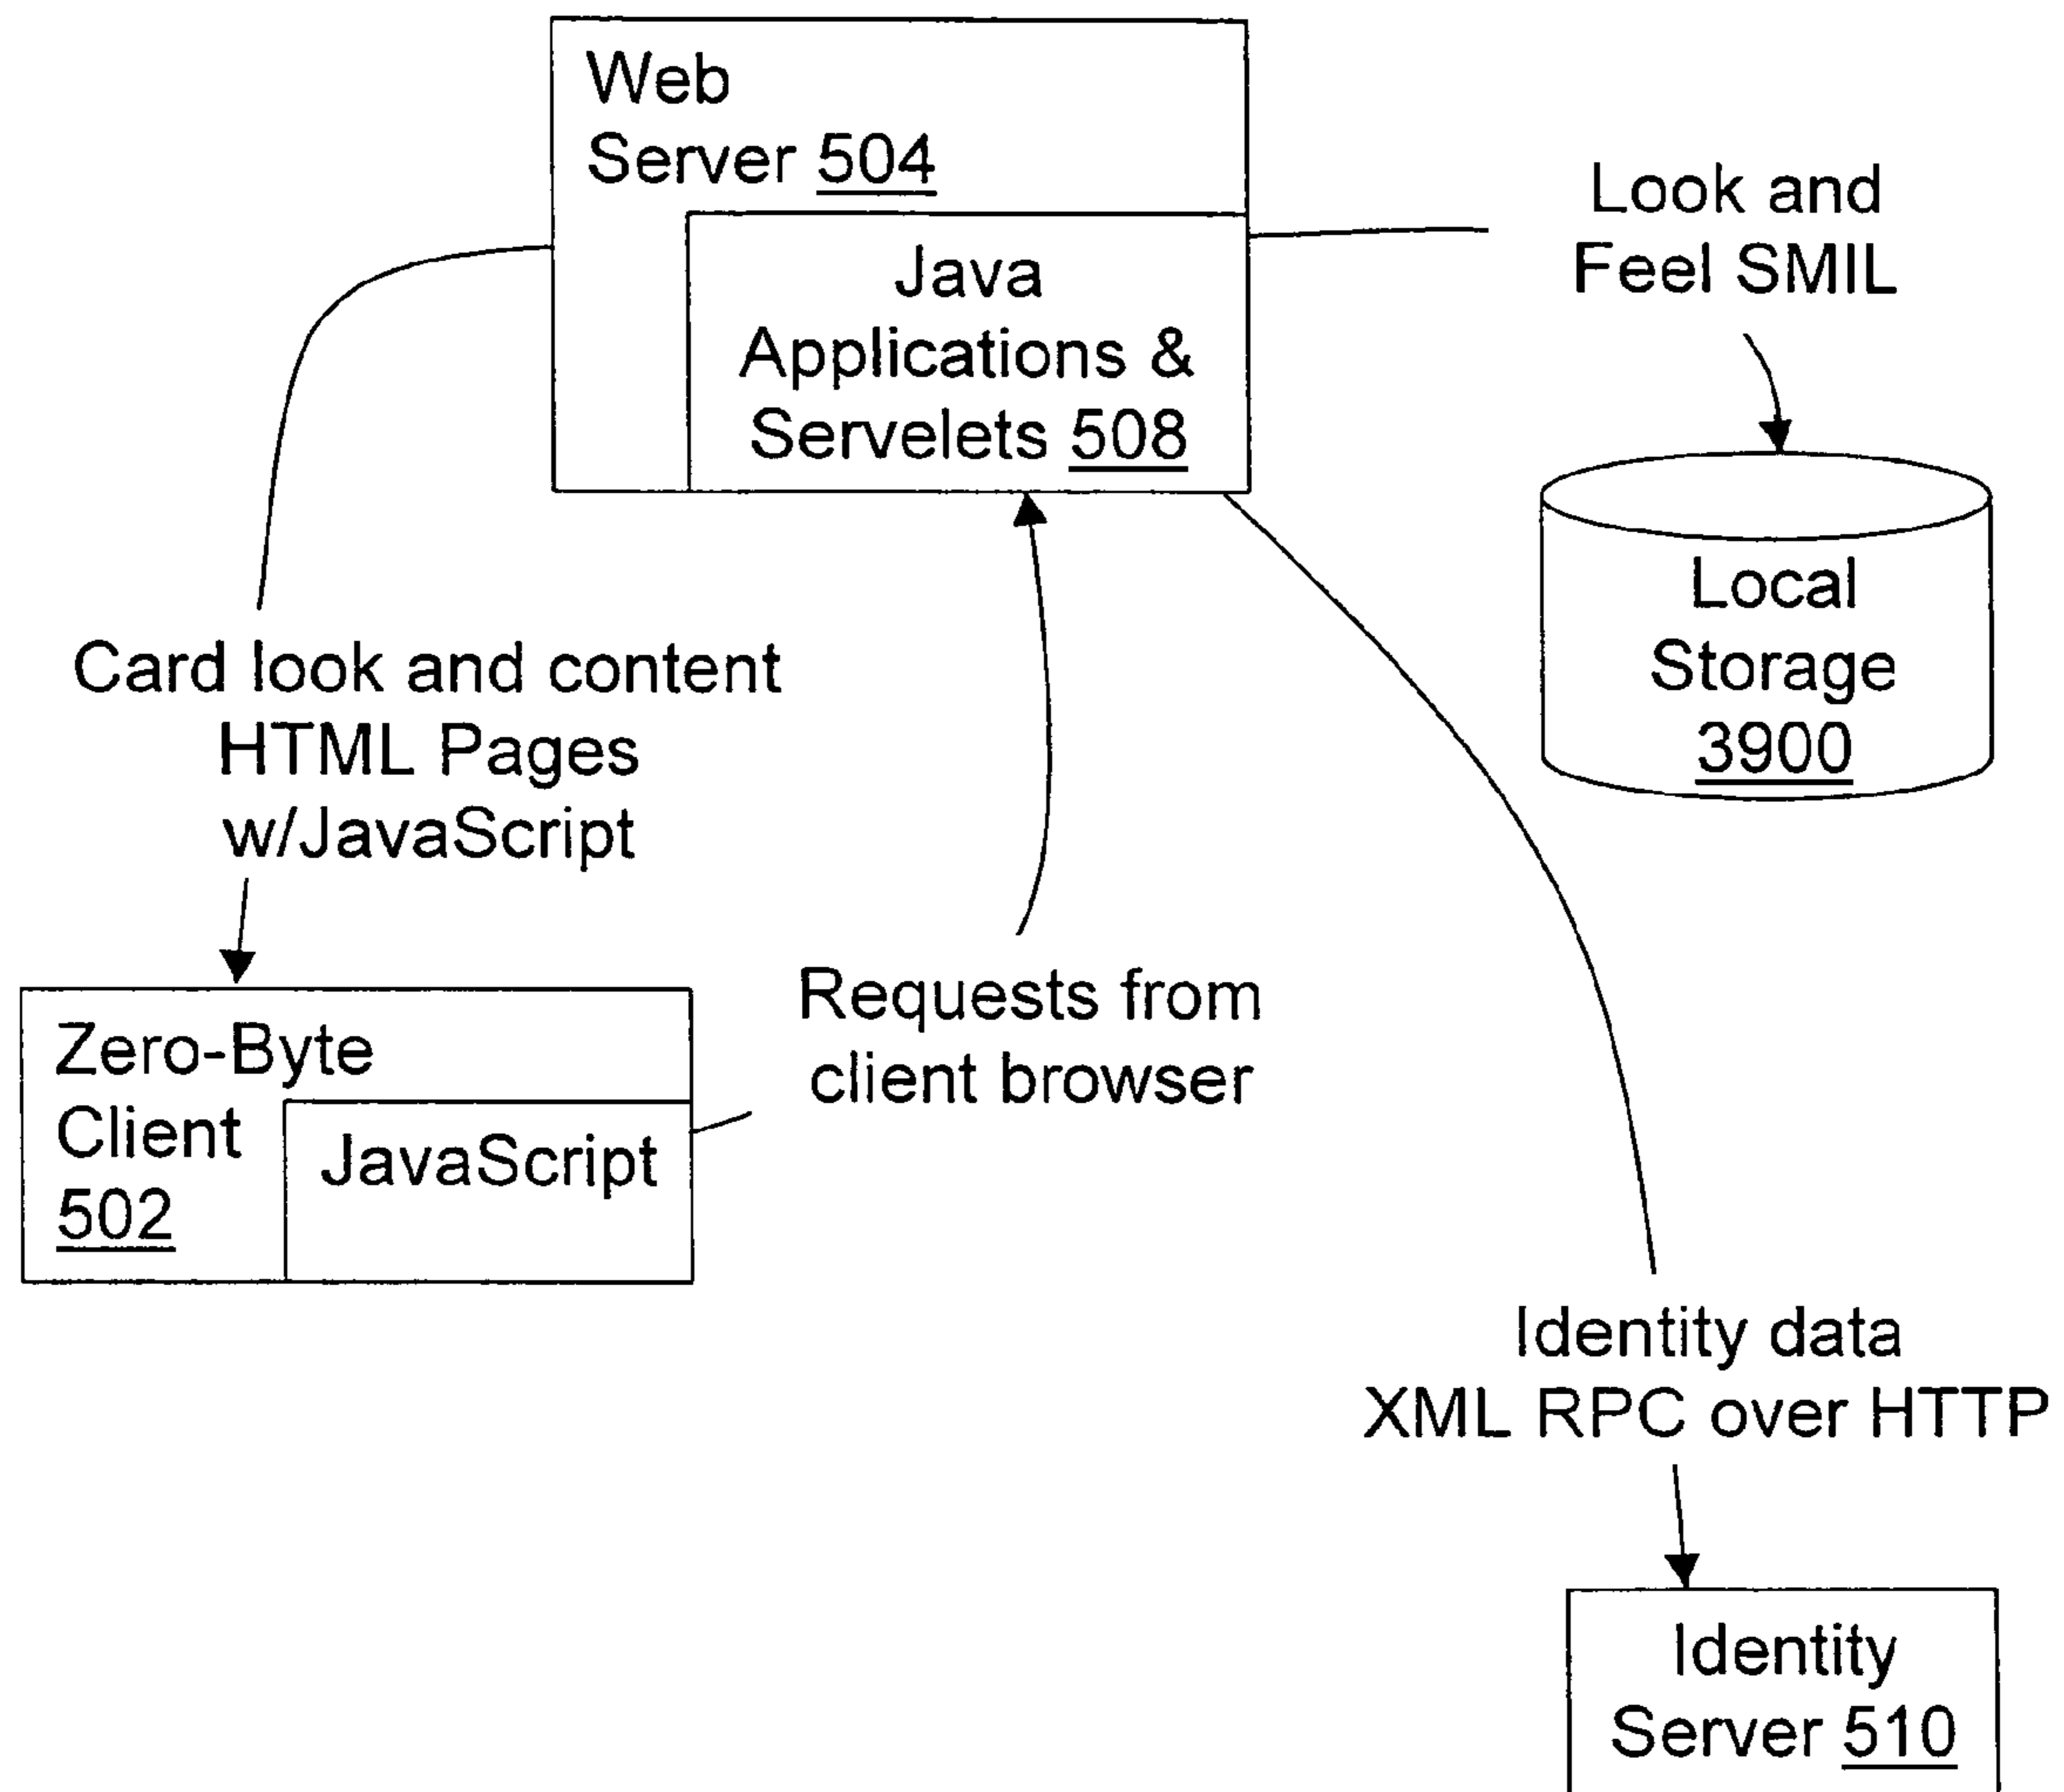 Web
Server 504
Java
Applications &
Servelets 508
Look and
Feel SMIL
Local
Storage
3900
Card look and content
HTML Pages
w/JavaScript
Requests from
client browser
Zero-Byte
Client
502
JavaScript
Identity data
XML RPC over HTTP
Identity
Server 510